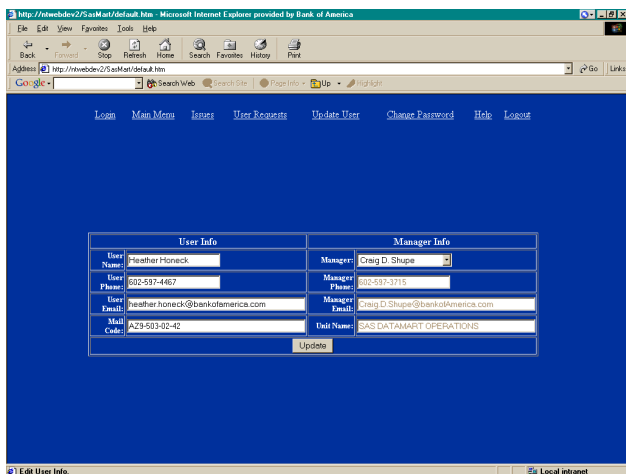 http://ntwebdev2/SasMart/default.htm - Microsoft Internet Explorer provided by Bank of America
File Edit View Favorites Tools Help
Back Forward Stop Refresh Home Search Favorites History Print
Address http://ntwebdev2/SasMart/default.htm Go Links
Google Search Web Search Site Page Info Up Highlight
Login Main Menu Issues User Requests Update User Change Password Help Logout
User Info Manager Info
User Name: Heather Honeck Manager: Craig D. Shupe
User Phone: 602-597-4467 Manager Phone: 602-597-3715
User Email: heather.honeck@bankofamerica.com Manager Email: Craig.D.Shupe@bankofAmerica.com
Mail Code: AZ9-503-02-42 Unit Name: SAS DATAMART OPERATIONS
Update
Edit User Info. Local intranet